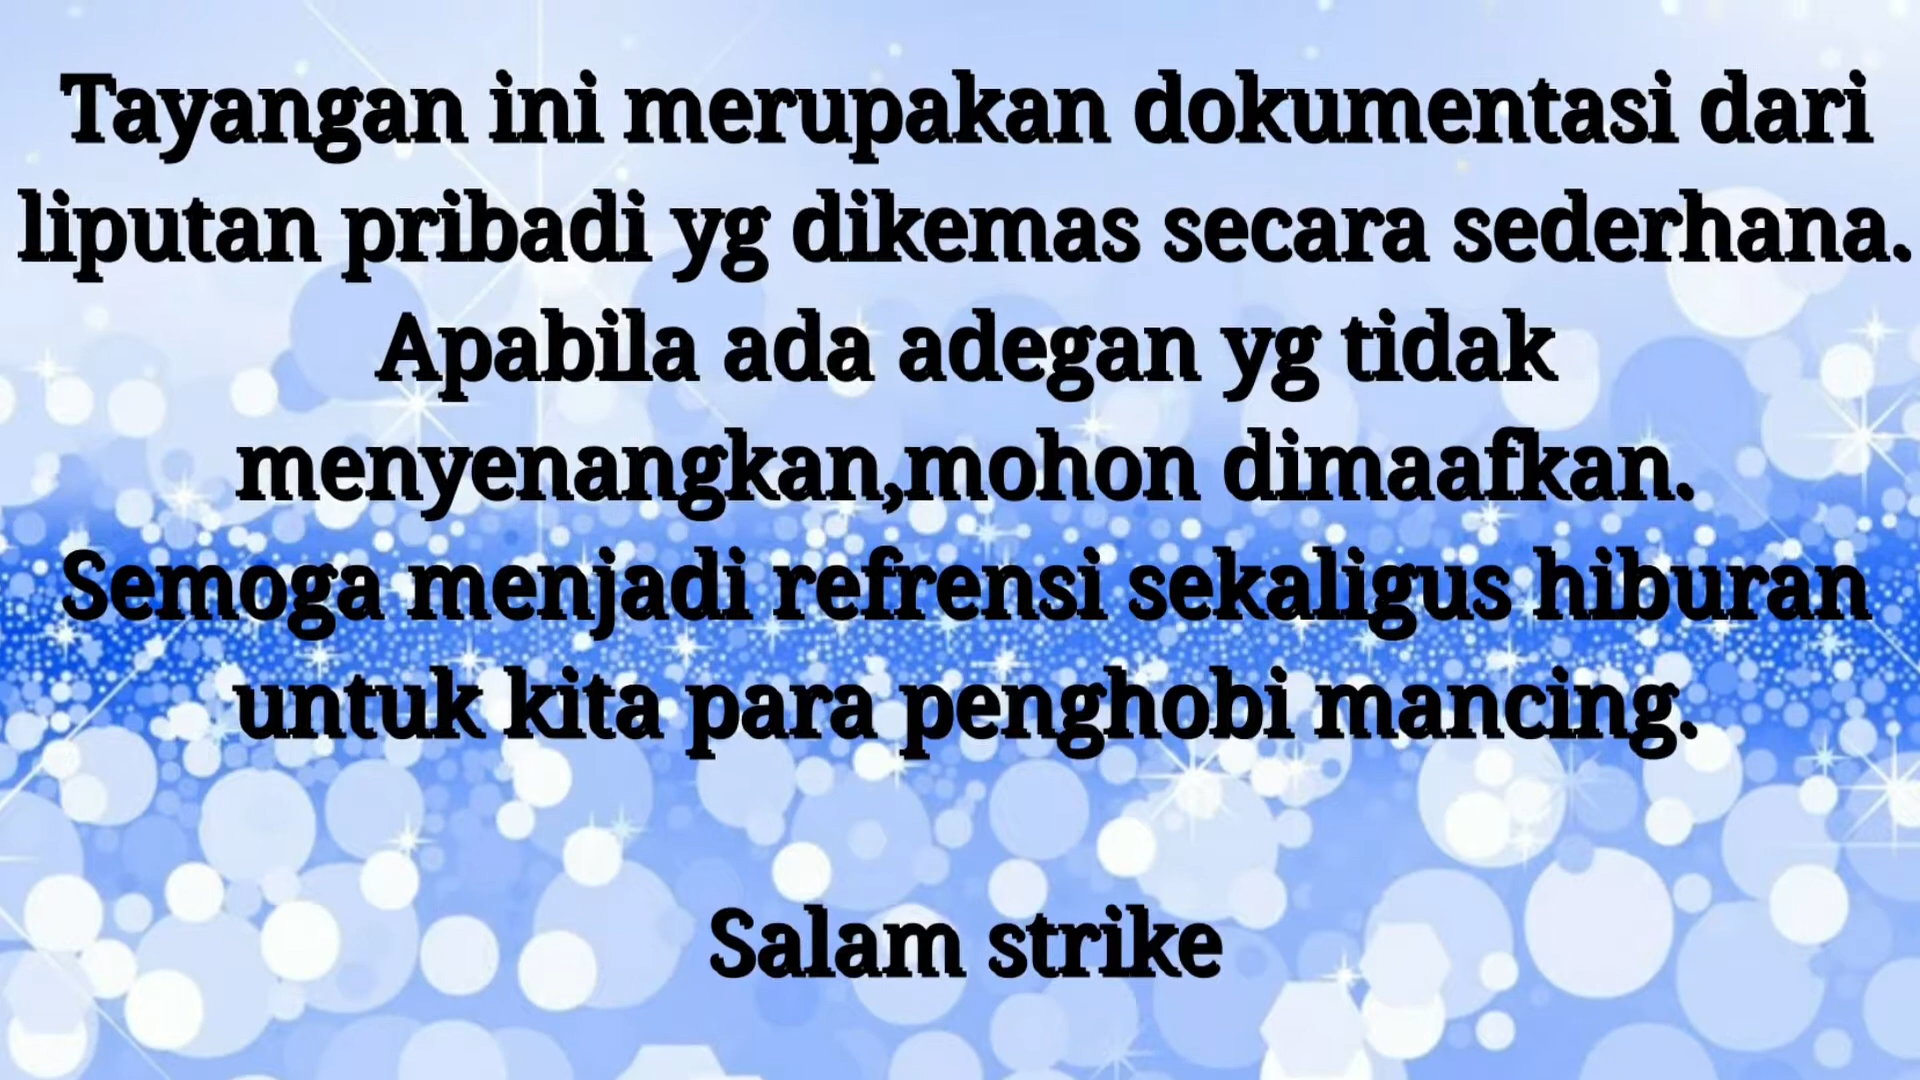 Tayangan ini merupakan dokumentasi dari
liputan pribadi yg dikemas secara sederhana.
Apabila ada adegan yg tidak
menyenangkan,mohon dimaafkan.
Semoga menjadi refrensi sekaligus hiburan
untuk kita para penghobi mancing.
Salam strike